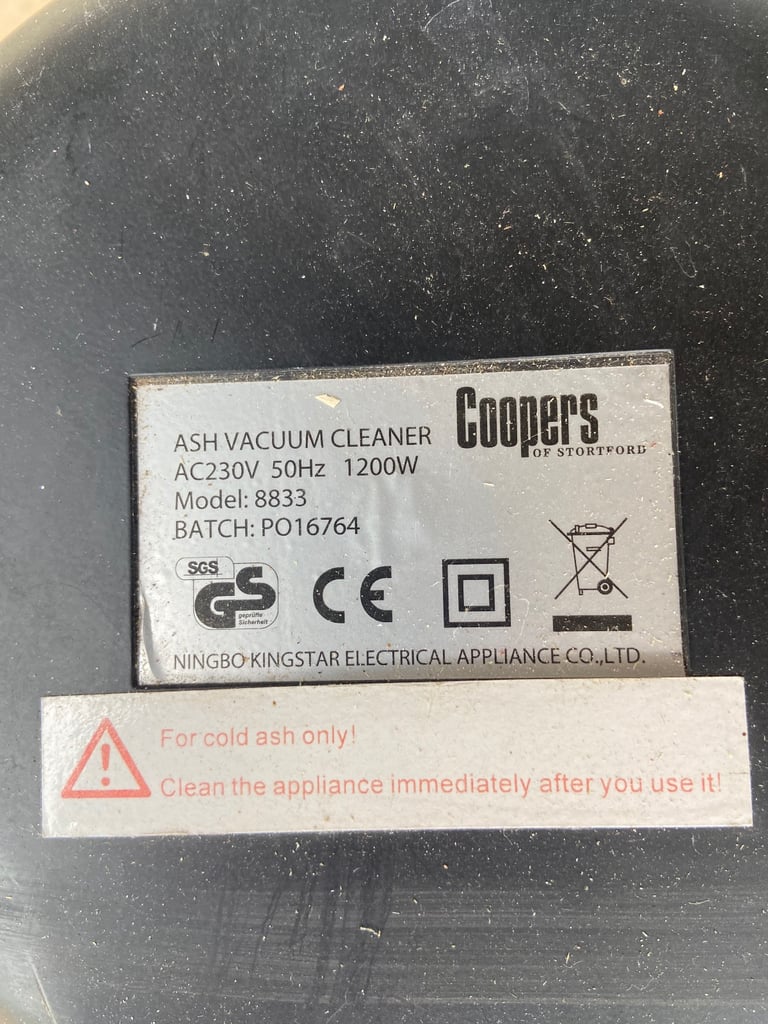 Coopers
OF STORTFORD
ASH VACUUM CLEANER
AC230V 50Hz 1200W
Model: 8833
BATCH: PO16764
SGS
GS
geprüfte
Sicherheit
CE
NINGBO KINGSTAR ELECTRICAL APPLIANCE CO.,LTD.
For cold ash only!
Clean the appliance immediately after you use it!